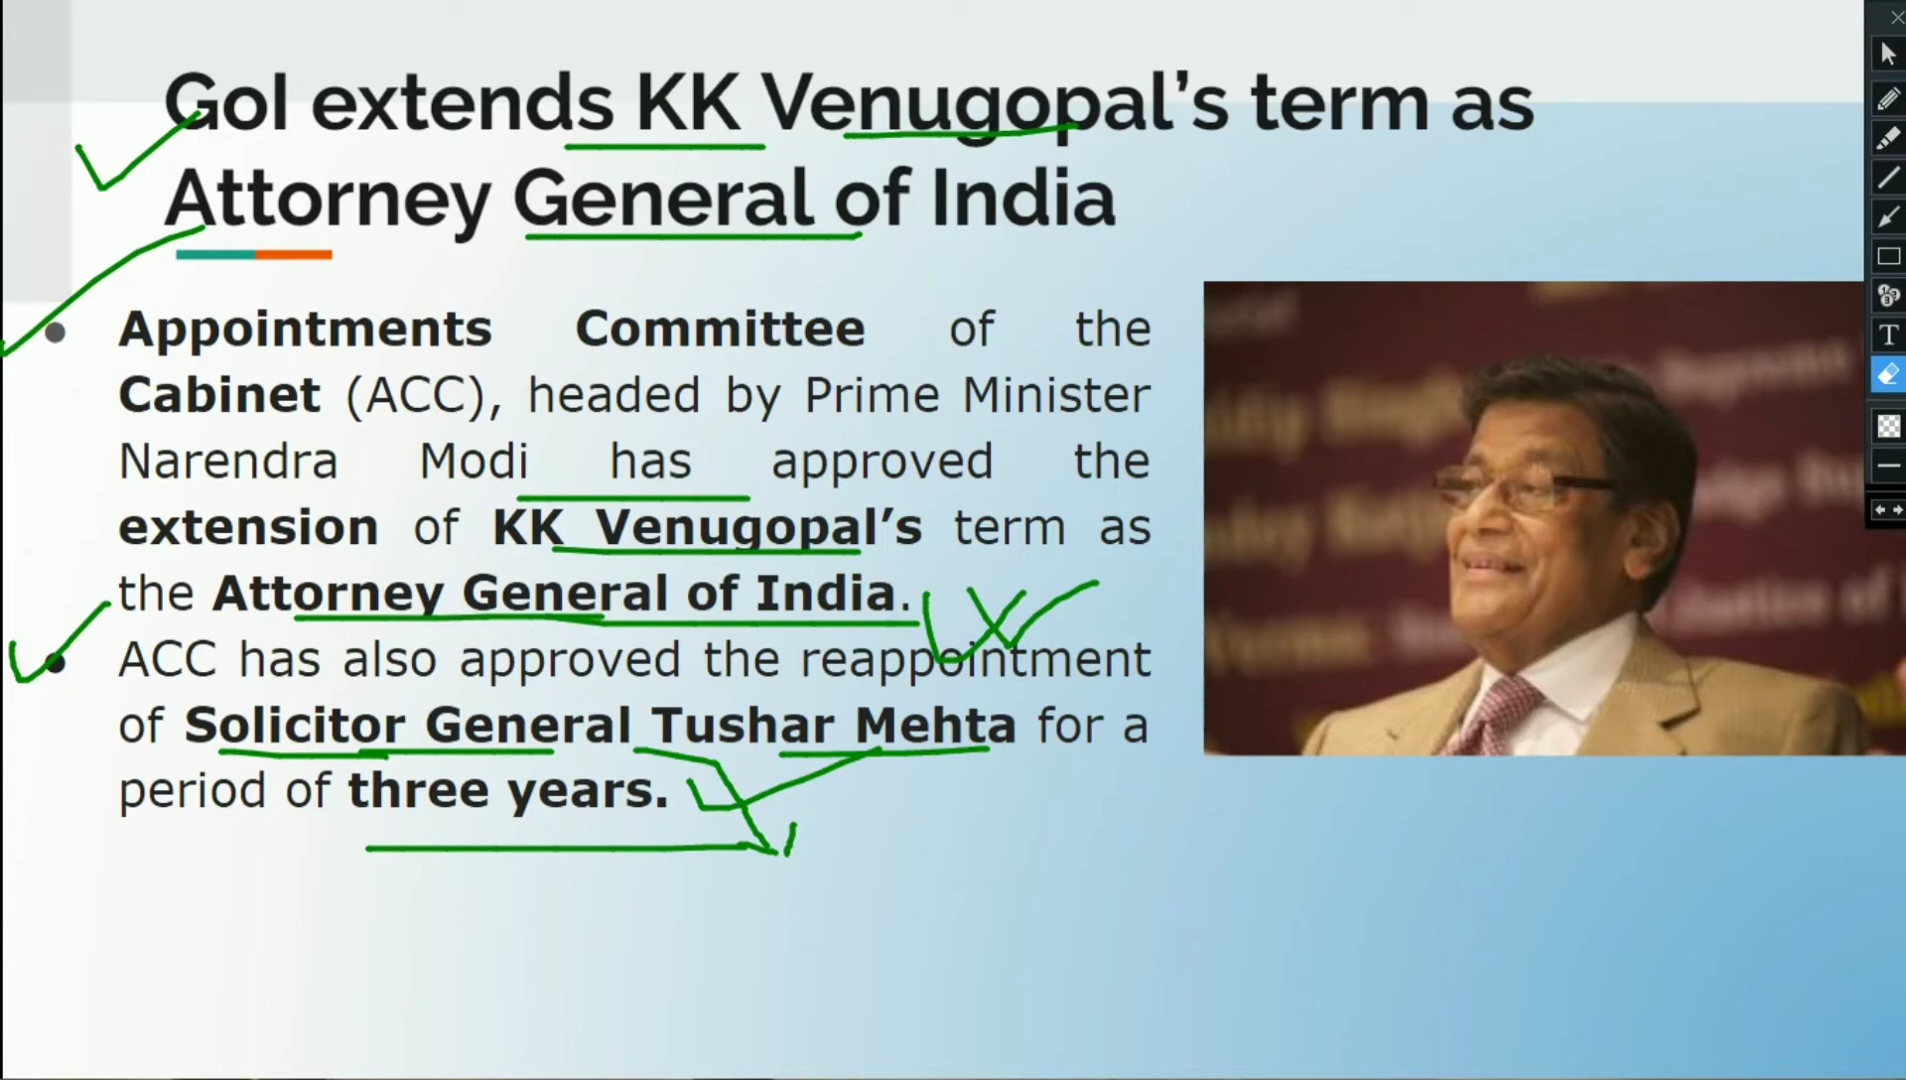 GoI extends KK Venugopal’s term as
Attorney General of India
Appointments Committee of the
Cabinet (ACC), headed by Prime Minister
Narendra Modi has approved the
extension of KK Venugopal’s term as
the Attorney General of India.
ACC has also approved the reappointment
of Solicitor General Tushar Mehta for a
period of three years.